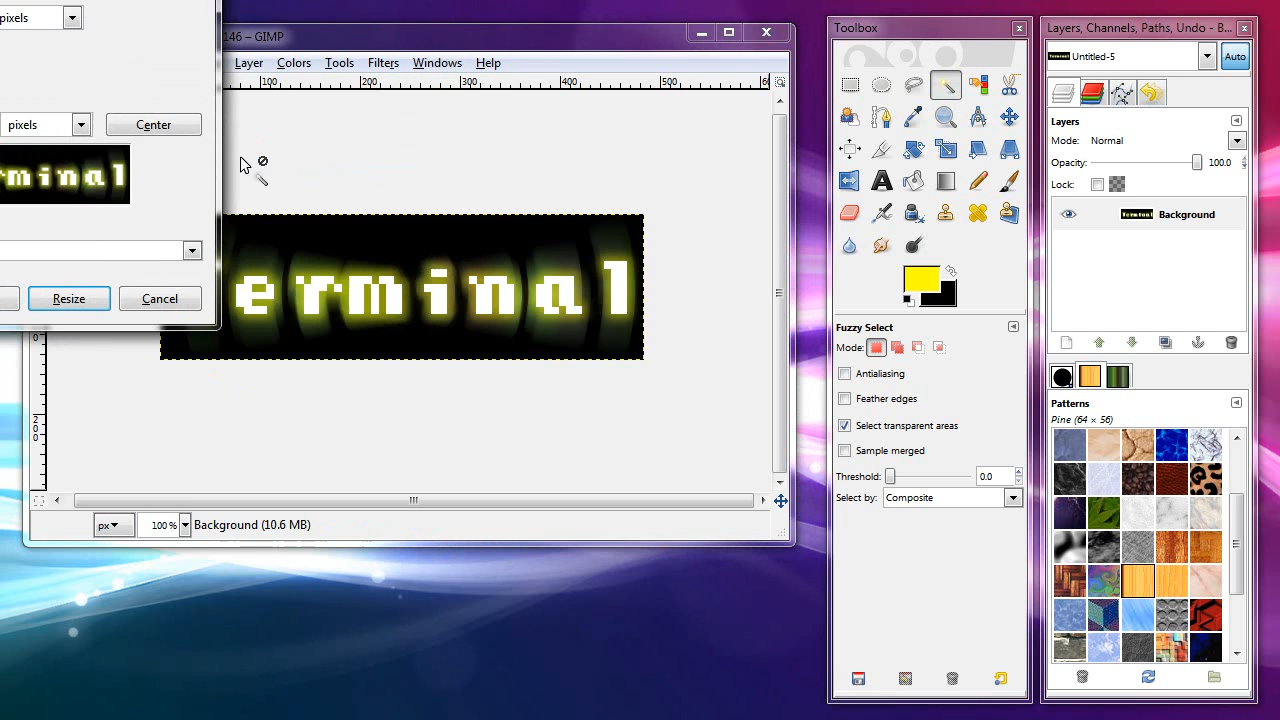 pixels
146 – GIMP
Layer Colors Tools Filters Windows Help
100 200 300 400 500
pixels
Center
rminal
Resize
Cancel
erminal
px
100 %
Background (10.6 MB)
Toolbox
Fuzzy Select
Mode:
Antialiasing
Feather edges
Select transparent areas
Sample merged
Threshold:
0.0
Select by:
Composite
Layers, Channels, Paths, Undo - B...
Untitled-5
Auto
Layers
Mode: Normal
Opacity:
100.0
Lock:
Terminal
Background
Patterns
Pine (64 × 56)